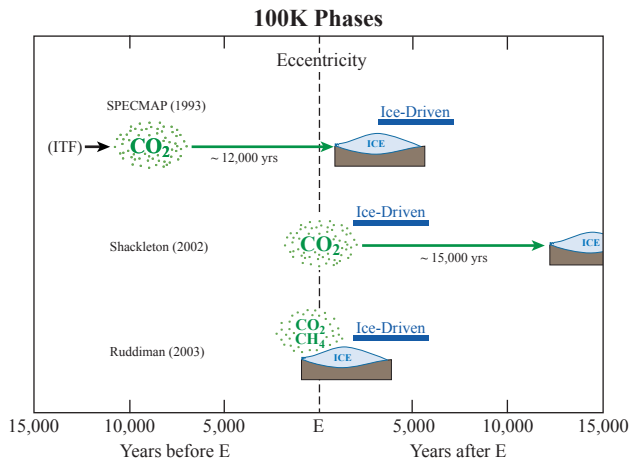 100K Phases
Eccentricity
SPECMAP (1993)
Ice-Driven
(ITF)
CO2
ICE
~ 12,000 yrs
Ice-Driven
Shackleton (2002)
CO2
ICE
~ 15,000 yrs
CO2
CH4
Ice-Driven
Ruddiman (2003)
ICE
15,000 10,000 5,000 E 5,000 10,000 15,000
Years before E Years after E